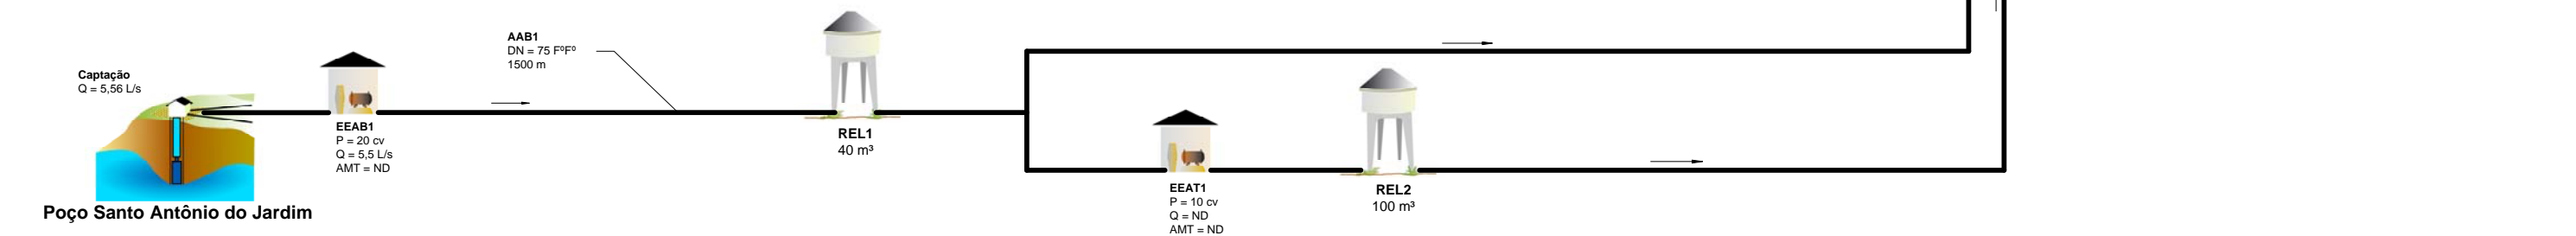 Captação
Q = 5,56 L/s
Poço Santo Antônio do Jardim
EEAB1
P = 20 cv
Q = 5,5 L/s
AMT = ND
AAB1
DN = 75 FºFº
1500 m
REL1
40 m³
EEAT1
P = 10 cv
Q = ND
AMT = ND
REL2
100 m³